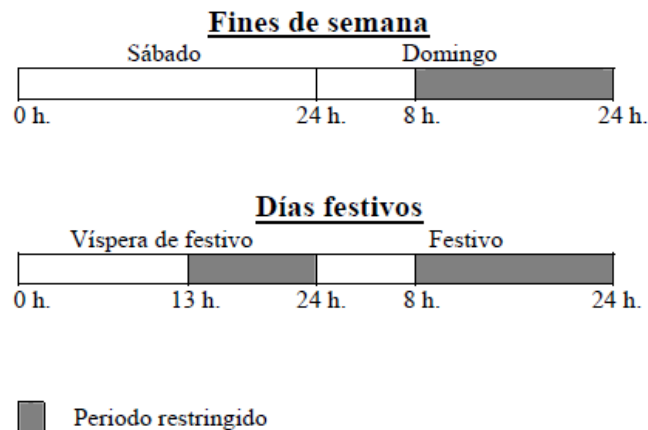 Fines de semana
Sábado Domingo
0 h. 24 h. 8 h. 24 h.
Días festivos
Víspera de festivo Festivo
0 h. 13 h. 24 h. 8 h. 24 h.
Periodo restringido